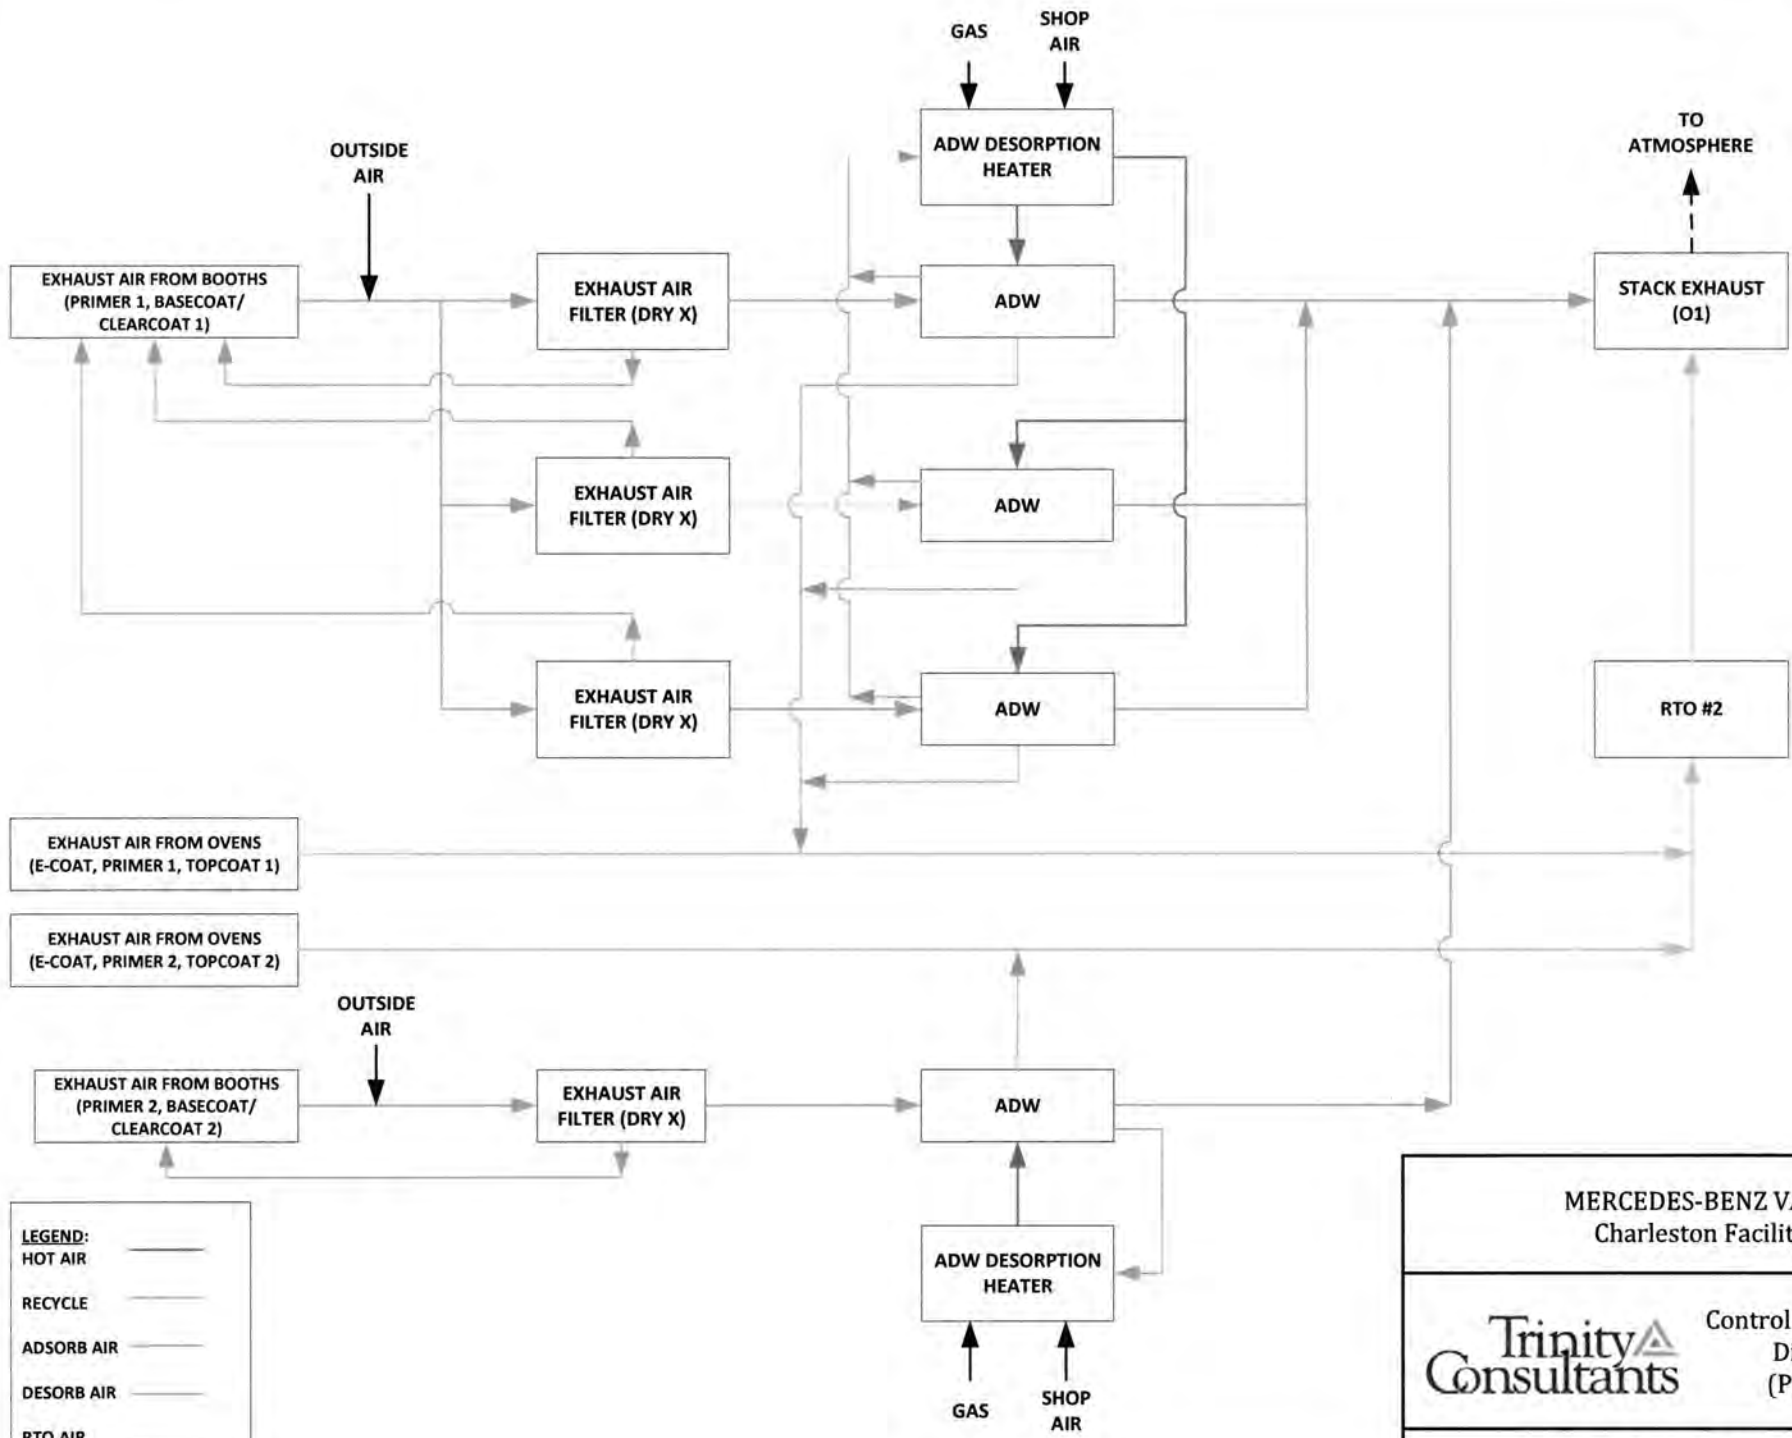 GAS
SHOP
AIR
ADW DESORPTION
HEATER
TO
ATMOSPHERE
OUTSIDE
AIR
EXHAUST AIR FROM BOOTHS
(PRIMER 1, BASECOAT/
CLEARCOAT 1)
EXHAUST AIR
FILTER (DRY X)
ADW
STACK EXHAUST
(O1)
EXHAUST AIR
FILTER (DRY X)
ADW
EXHAUST AIR
FILTER (DRY X)
ADW
RTO #2
EXHAUST AIR FROM OVENS
(E-COAT, PRIMER 1, TOPCOAT 1)
EXHAUST AIR FROM OVENS
(E-COAT, PRIMER 2, TOPCOAT 2)
OUTSIDE
AIR
EXHAUST AIR FROM BOOTHS
(PRIMER 2, BASECOAT/
CLEARCOAT 2)
EXHAUST AIR
FILTER (DRY X)
ADW
ADW DESORPTION
HEATER
GAS
SHOP
AIR
LEGEND:
HOT AIR
RECYCLE
ADSORB AIR
DESORB AIR
RTO AIR
MERCEDES-BENZ
Charleston
Trinity
Consultants
Control